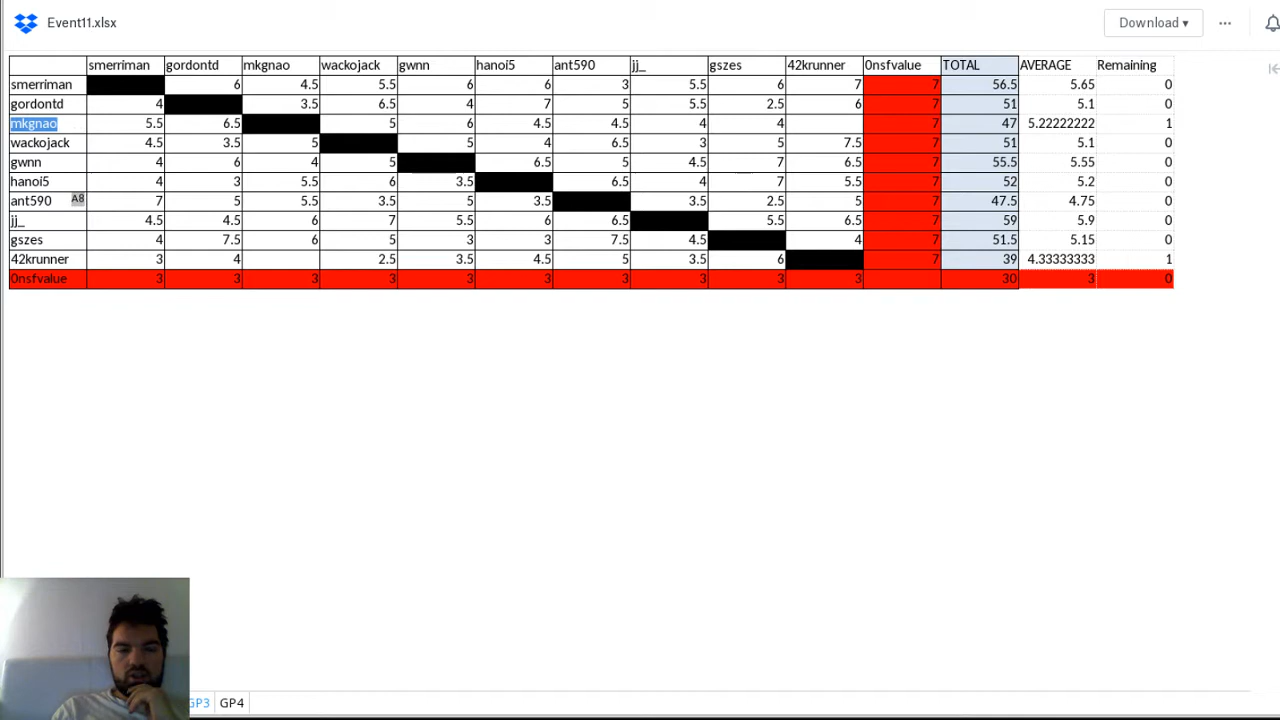 Event11.xlsx Download ▾ ...
smerriman gordontd mkgnao wackojack gwnn hanoi5 ant590 jj_ gszes 42krunner 0nsfvalue TOTAL AVERAGE Remaining
smerriman 6 4.5 5.5 6 6 3 5.5 6 7 7 56.5 5.65 0
gordontd 4 3.5 6.5 4 7 5 5.5 2.5 6 7 51 5.1 0
mkgnao 5.5 6.5 5 6 4.5 4.5 4 4 7 47 5.22222222 1
wackojack 4.5 3.5 5 5 4 6.5 3 5 7.5 7 51 5.1 0
gwnn 4 6 4 5 6.5 5 4.5 7 6.5 7 55.5 5.55 0
hanoi5 4 3 5.5 6 3.5 6.5 4 7 5.5 7 52 5.2 0
ant590 A8 7 5 5.5 3.5 5 3.5 3.5 2.5 5 7 47.5 4.75 0
jj_ 4.5 4.5 6 7 5.5 6 6.5 5.5 6.5 7 59 5.9 0
gszes 4 7.5 6 5 3 3 7.5 4.5 4 7 51.5 5.15 0
42krunner 3 4 2.5 3.5 4.5 5 3.5 6 7 39 4.33333333 1
0nsfvalue 3 3 3 3 3 3 3 3 3 3 30 3 0
GP3 GP4